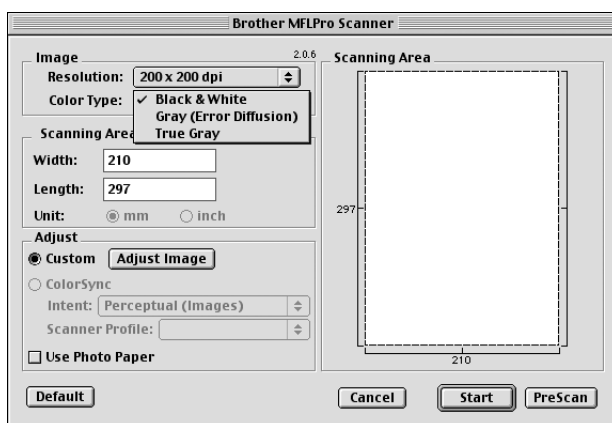 Brother MFLPro Scanner
Image
2.0.6
Resolution: 200 x 200 dpi
Color Type: ✓ Black & White
Gray (Error Diffusion)
True Gray
Scanning Area
Width: 210
Length: 297
Unit: mm inch
Adjust
Custom Adjust Image
ColorSync
Intent: Perceptual (Images)
Scanner Profile:
Use Photo Paper
Scanning Area
297
210
Default
Cancel Start PreScan